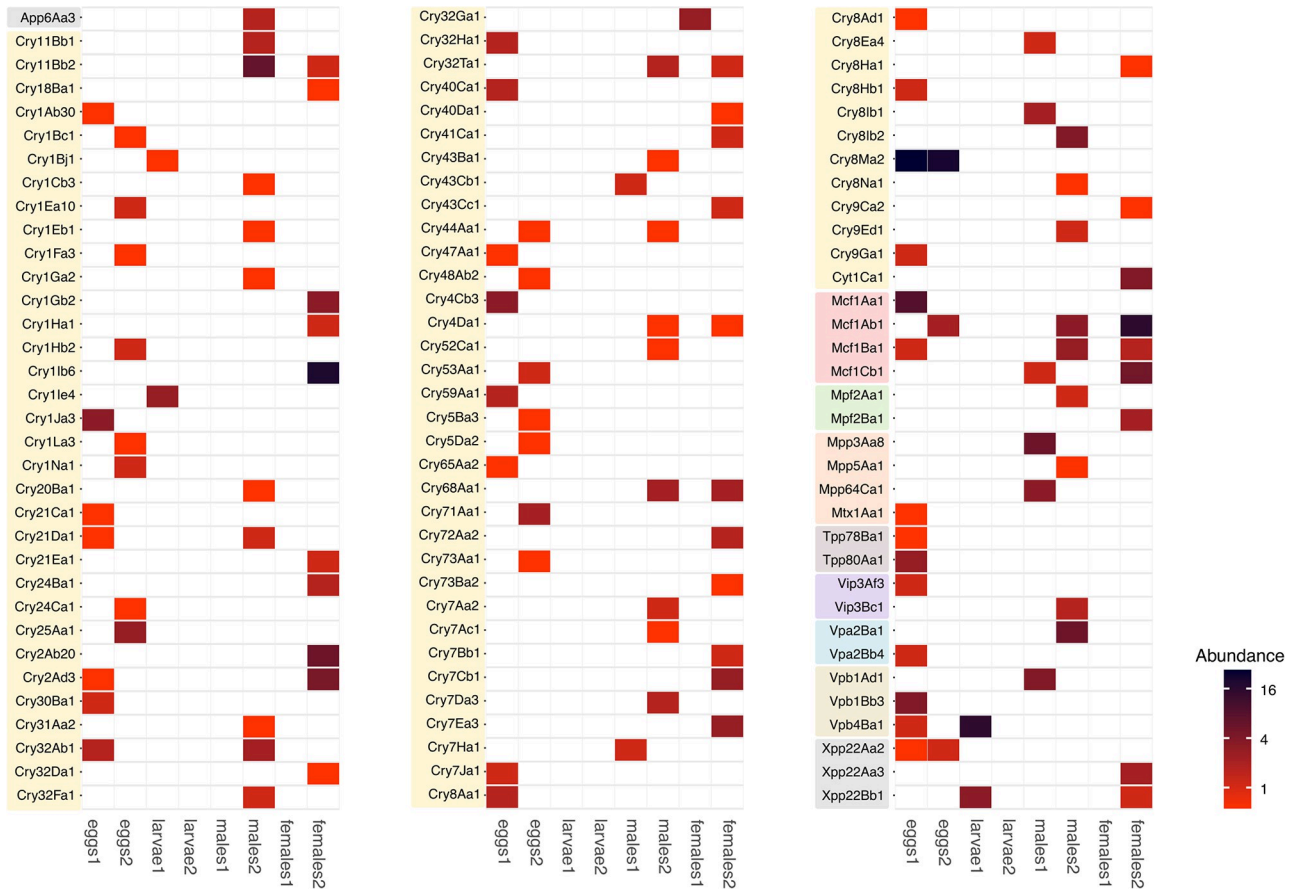 App6Aa3
Cry11Bb1
Cry11Bb2
Cry18Ba1
Cry1Ab30
Cry1Bc1
Cry1Bj1
Cry1Cb3
Cry1Ea10
Cry1Eb1
Cry1Fa3
Cry1Ga2
Cry1Gb2
Cry1Ha1
Cry1Hb2
Cry1Ib6
Cry1Ie4
Cry1Ja3
Cry1La3
Cry1Na1
Cry20Ba1
Cry21Ca1
Cry21Da1
Cry21Ea1
Cry24Ba1
Cry24Ca1
Cry25Aa1
Cry2Ab20
Cry2Ad3
Cry30Ba1
Cry31Aa2
Cry32Ab1
Cry32Da1
Cry32Fa1
eggs1
eggs2
larvae1
larvae2
males1
males2
females1
females2
Cry32Ga1
Cry32Ha1
Cry32Ta1
Cry40Ca1
Cry40Da1
Cry41Ca1
Cry43Ba1
Cry43Cb1
Cry43Cc1
Cry44Aa1
Cry47Aa1
Cry48Ab2
Cry4Cb3
Cry4Da1
Cry52Ca1
Cry53Aa1
Cry59Aa1
Cry5Ba3
Cry5Da2
Cry65Aa2
Cry68Aa1
Cry71Aa1
Cry72Aa2
Cry73Aa1
Cry73Ba2
Cry7Aa2
Cry7Ac1
Cry7Bb1
Cry7Cb1
Cry7Da3
Cry7Ea3
Cry7Ha1
Cry7Ja1
Cry8Aa1
eggs1
eggs2
larvae1
larvae2
males1
males2
females1
females2
Cry8Ad1
Cry8Ea4
Cry8Ha1
Cry8Hb1
Cry8Ib1
Cry8Ib2
Cry8Ma2
Cry8Na1
Cry9Ca2
Cry9Ed1
Cry9Ga1
Cyt1Ca1
Mcf1Aa1
Mcf1Ab1
Mcf1Ba1
Mcf1Cb1
Mpf2Aa1
Mpf2Ba1
Mpp3Aa8
Mpp5Aa1
Mpp64Ca1
Mtx1Aa1
Tpp78Ba1
Tpp80Aa1
Vip3Af3
Vip3Bc1
Vpa2Ba1
Vpa2Bb4
Vpb1Ad1
Vpb1Bb3
Vpb4Ba1
Xpp22Aa2
Xpp22Aa3
Xpp22Bb1
eggs1
eggs2
larvae1
larvae2
males1
males2
females1
females2
Abundance
16
4
1